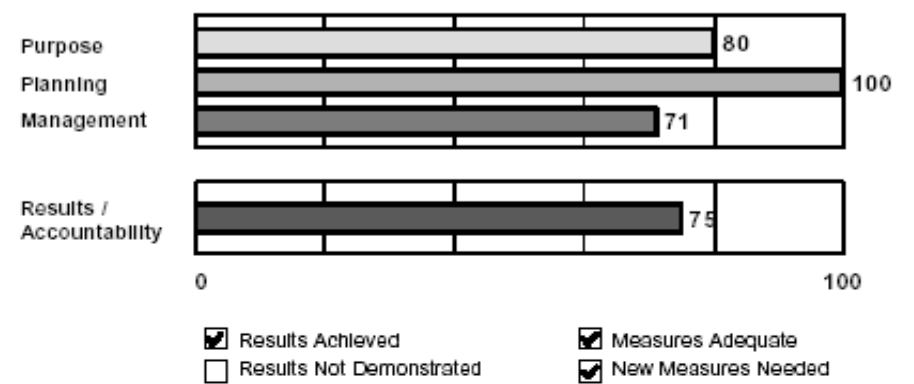 Purpose 80
Planning 100
Management 71
Results / 75
Accountability
0 100
Results Achieved Measures Adequate
Results Not Demonstrated New Measures Needed